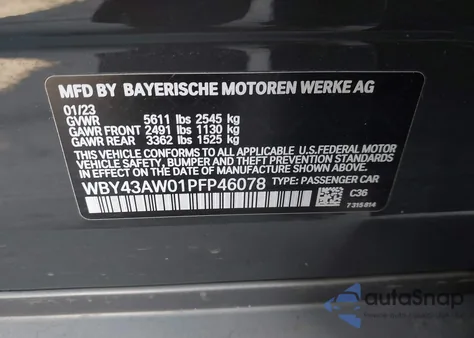 MFD BY BAYERISCHE MOTOREN WERKE AG
01/23
GVWR 5611 lbs 2545 kg
GAWR FRONT 2491 lbs 1130 kg
GAWR REAR 3362 lbs 1525 kg
THIS VEHICLE CONFORMS TO ALL APPLICABLE U.S.FEDERAL MOTOR
VEHICLE SAFETY, BUMPER, AND THEFT PREVENTION STANDARDS
IN EFFECT ON THE DATE OF MANUFACTURE SHOWN ABOVE.
WBY43AW01PFP46078 TYPE: PASSENGER CAR
C36
7 315 814
autoSnap